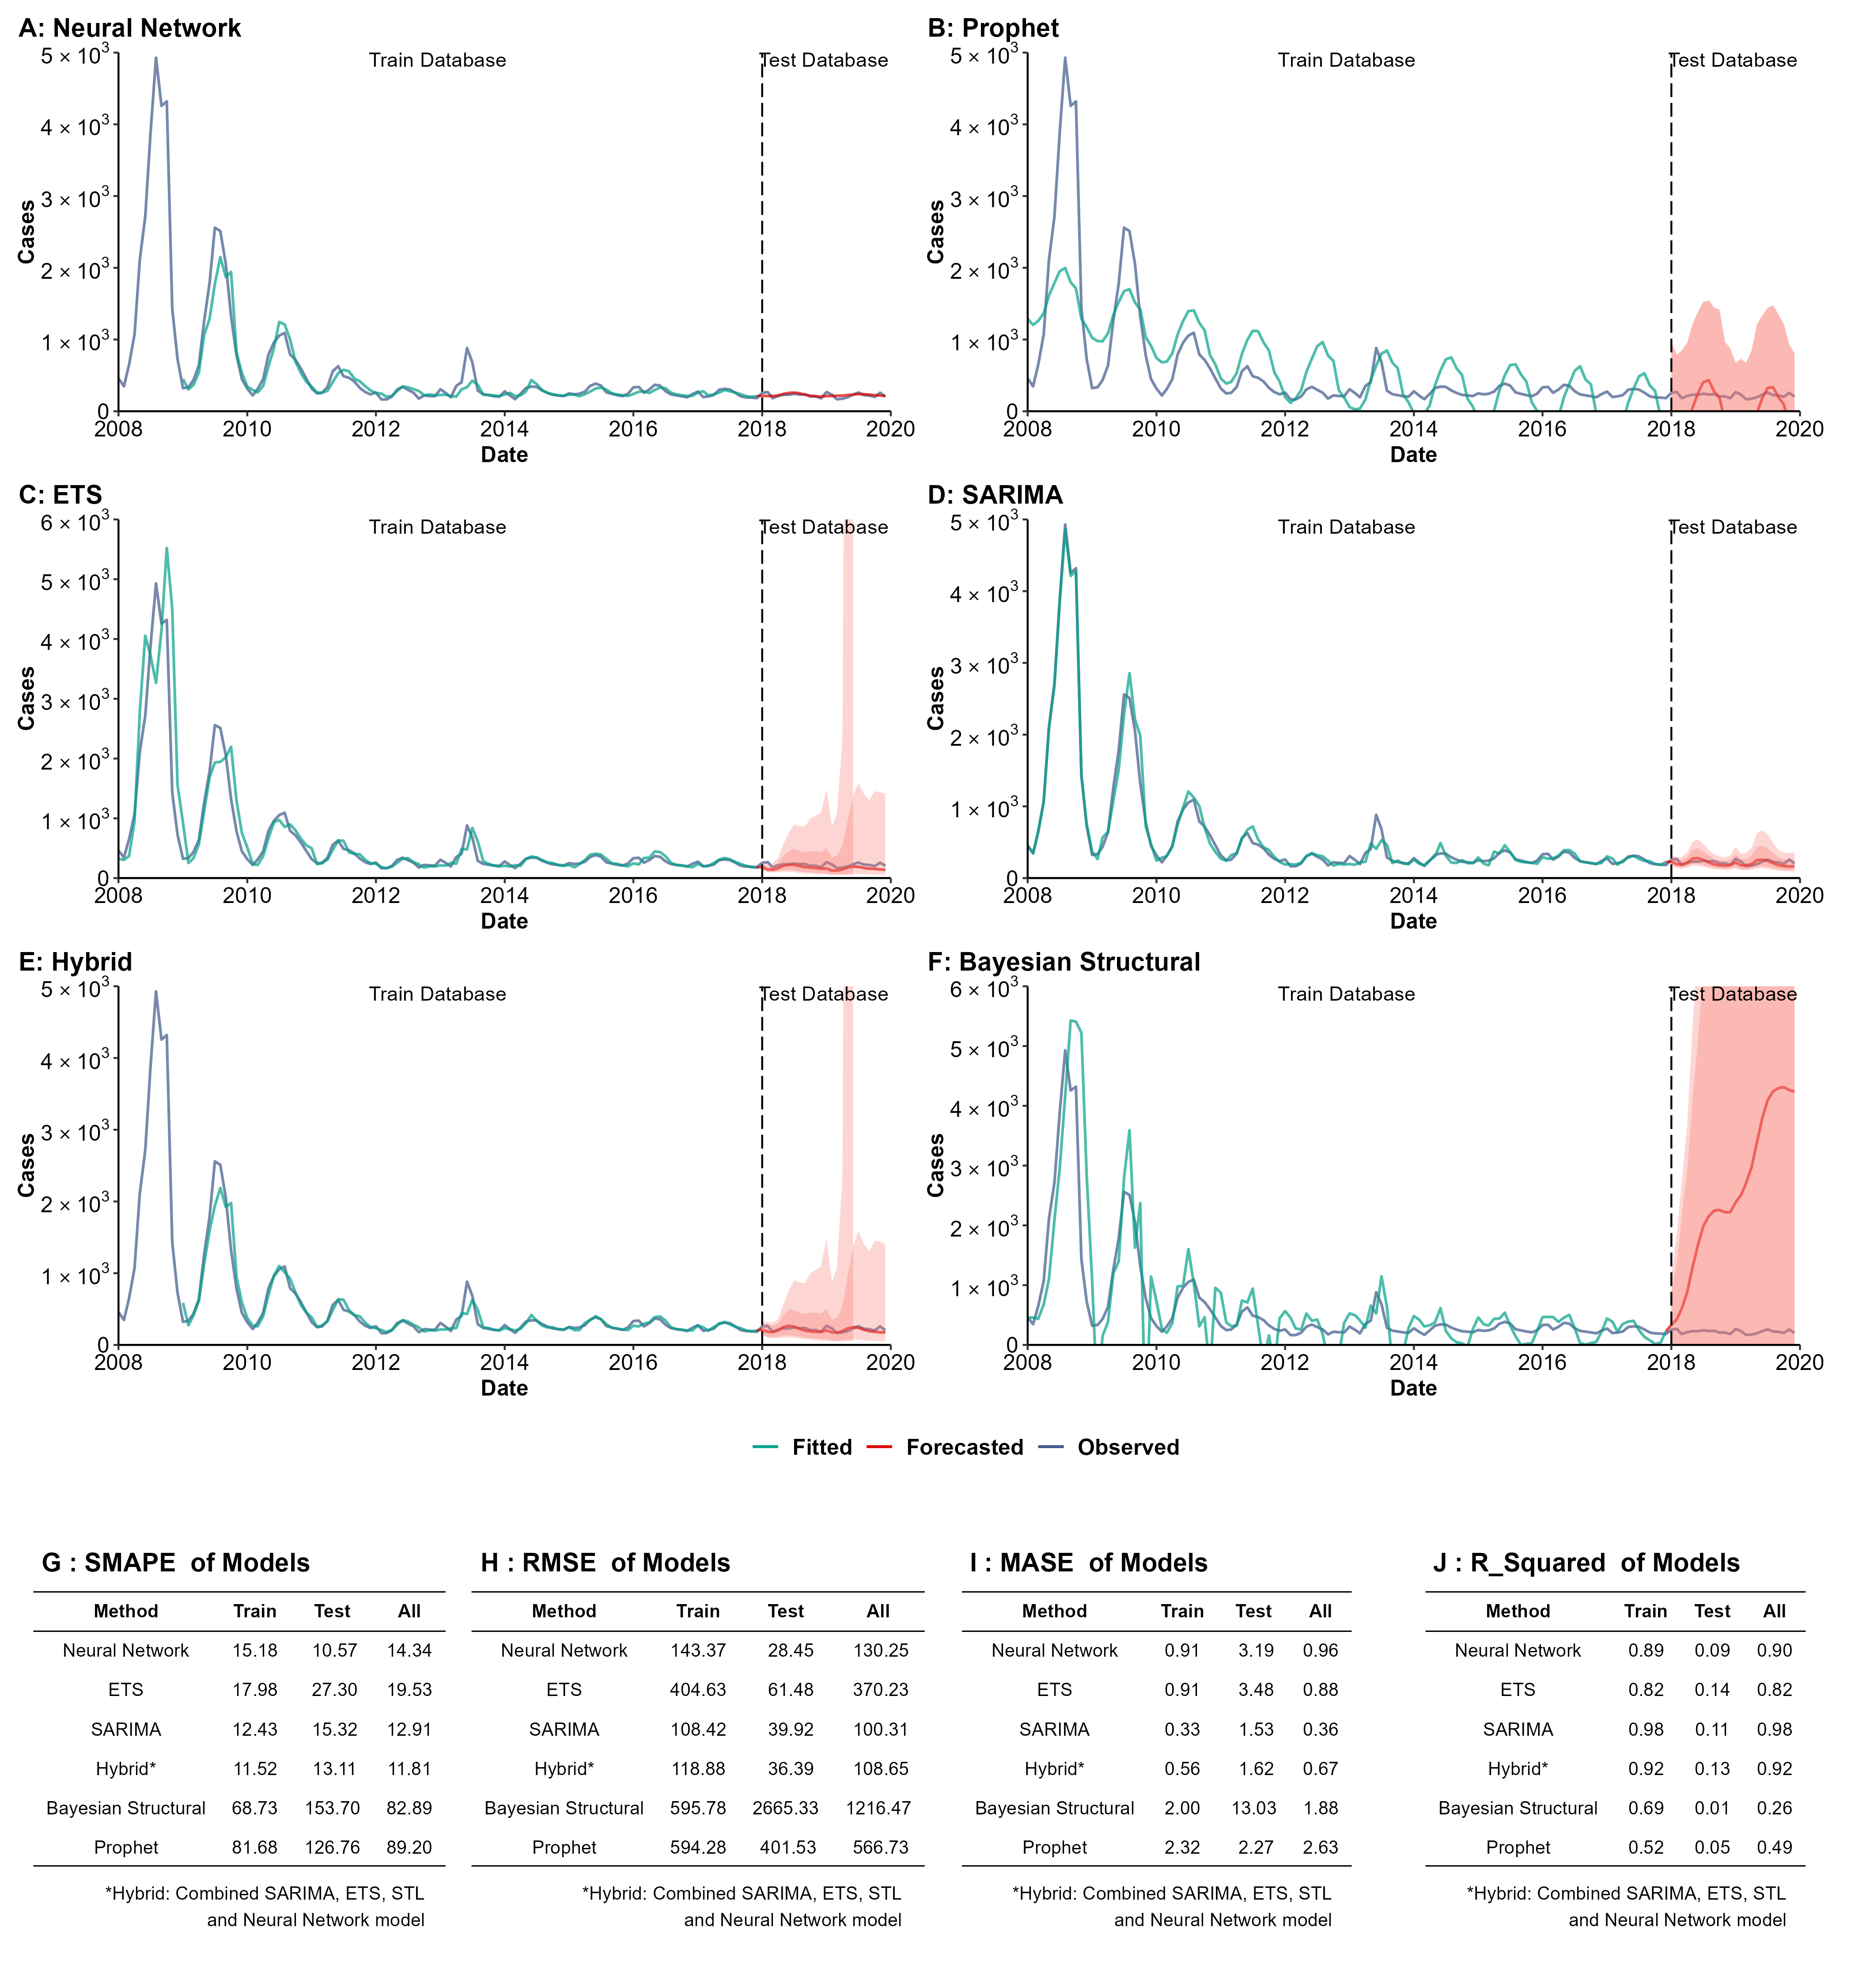 A: Neural Network
Train Database
Test Database
5 × 10³
4 × 10³
3 × 10³
2 × 10³
1 × 10³
0
Cases
2008 2010 2012 2014 2016 2018 2020
Date
B: Prophet
Train Database
Test Database
5 × 10³
4 × 10³
3 × 10³
2 × 10³
1 × 10³
0
Cases
2008 2010 2012 2014 2016 2018 2020
Date
C: ETS
Train Database
Test Database
6 × 10³
5 × 10³
4 × 10³
3 × 10³
2 × 10³
1 × 10³
0
Cases
2008 2010 2012 2014 2016 2018 2020
Date
D: SARIMA
Train Database
Test Database
5 × 10³
4 × 10³
3 × 10³
2 × 10³
1 × 10³
0
Cases
2008 2010 2012 2014 2016 2018 2020
Date
E: Hybrid
Train Database
Test Database
5 × 10³
4 × 10³
3 × 10³
2 × 10³
1 × 10³
0
Cases
2008 2010 2012 2014 2016 2018 2020
Date
F: Bayesian Structural
Train Database
Test Database
6 × 10³
5 × 10³
4 × 10³
3 × 10³
2 × 10³
1 × 10³
0
Cases
2008 2010 2012 2014 2016 2018 2020
Date
Fitted Forecasted Observed
G : SMAPE of Models
Method Train Test All
Neural Network 15.18 10.57 14.34
ETS 17.98 27.30 19.53
SARIMA 12.43 15.32 12.91
Hybrid* 11.52 13.11 11.81
Bayesian Structural 68.73 153.70 82.89
Prophet 81.68 126.76 89.20
*Hybrid: Combined SARIMA, ETS, STL
and Neural Network model
H : RMSE of Models
Method Train Test All
Neural Network 143.37 28.45 130.25
ETS 404.63 61.48 370.23
SARIMA 108.42 39.92 100.31
Hybrid* 118.88 36.39 108.65
Bayesian Structural 595.78 2665.33 1216.47
Prophet 594.28 401.53 566.73
*Hybrid: Combined SARIMA, ETS, STL
and Neural Network model
I : MASE of Models
Method Train Test All
Neural Network 0.91 3.19 0.96
ETS 0.91 3.48 0.88
SARIMA 0.33 1.53 0.36
Hybrid* 0.56 1.62 0.67
Bayesian Structural 2.00 13.03 1.88
Prophet 2.32 2.27 2.63
*Hybrid: Combined SARIMA, ETS, STL
and Neural Network model
J : R_Squared of Models
Method Train Test All
Neural Network 0.89 0.09 0.90
ETS 0.82 0.14 0.82
SARIMA 0.98 0.11 0.98
Hybrid* 0.92 0.13 0.92
Bayesian Structural 0.69 0.01 0.26
Prophet 0.52 0.05 0.49
*Hybrid: Combined SARIMA, ETS, STL
and Neural Network model